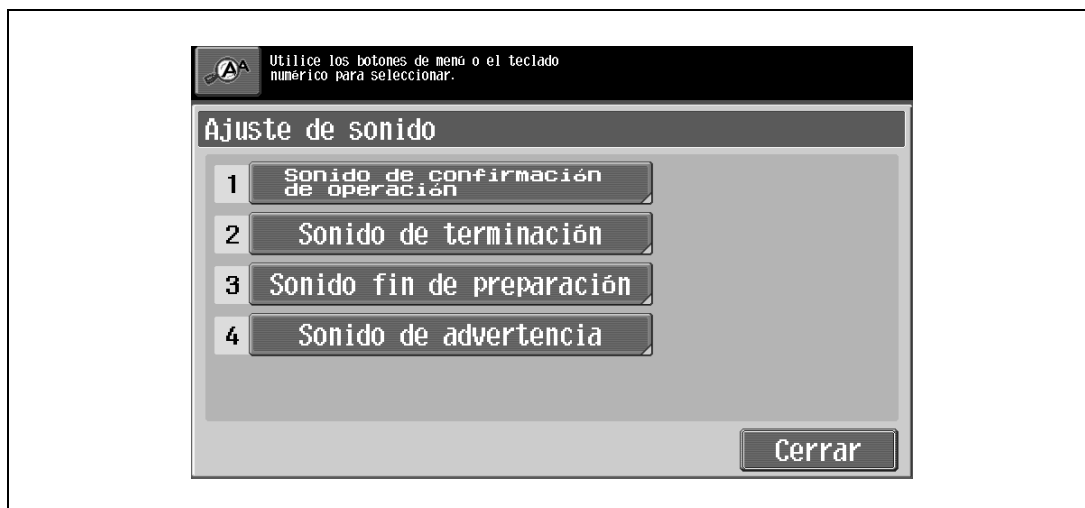 AA
Utilice los botones de menú o el teclado
numérico para seleccionar.
Ajuste de sonido
1 Sonido de confirmación
de operación
2 Sonido de terminación
3 Sonido fin de preparación
4 Sonido de advertencia
Cerrar